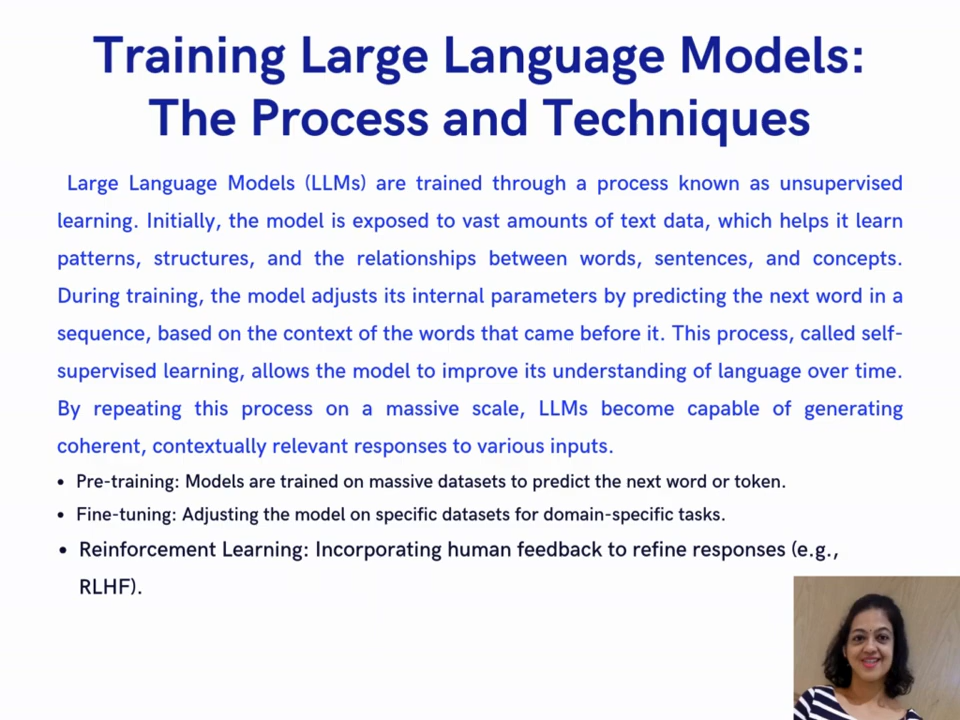 Training Large Language Models:
The Process and Techniques
Large Language Models (LLMs) are trained through a process known as unsupervised
learning. Initially, the model is exposed to vast amounts of text data, which helps it learn
patterns, structures, and the relationships between words, sentences, and concepts.
During training, the model adjusts its internal parameters by predicting the next word in a
sequence, based on the context of the words that came before it. This process, called self-
supervised learning, allows the model to improve its understanding of language over time.
By repeating this process on a massive scale, LLMs become capable of generating
coherent, contextually relevant responses to various inputs.
• Pre-training: Models are trained on massive datasets to predict the next word or token.
• Fine-tuning: Adjusting the model on specific datasets for domain-specific tasks.
• Reinforcement Learning: Incorporating human feedback to refine responses (e.g.,
RLHF).